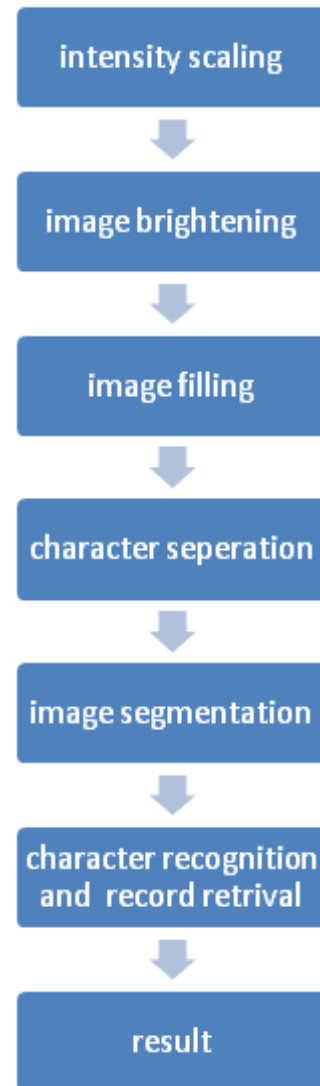 intensity scaling
image brightening
image filling
character seperation
image segmentation
character recognition
and record retrival
result